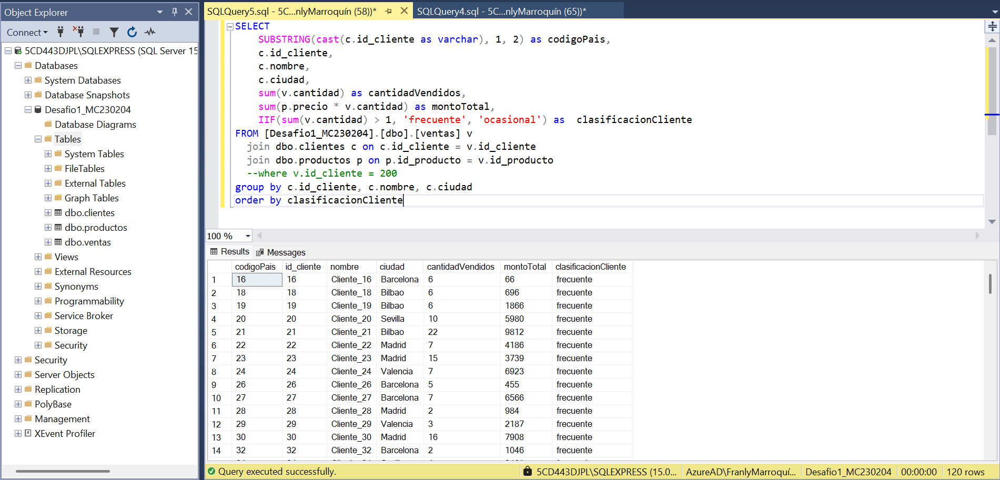 Object Explorer
Connect
5CD443DJPL\SQLEXPRESS (SQL Server 15
Databases
System Databases
Database Snapshots
Desafio1_MC230204
Database Diagrams
Tables
System Tables
FileTables
External Tables
Graph Tables
dbo.clientes
dbo.productos
dbo.ventas
Views
External Resources
Synonyms
Programmability
Service Broker
Storage
Security
Security
Server Objects
Replication
PolyBase
Management
XEvent Profiler
SQLQuery5.sql - 5C...nlyMarroquín (58))* SQLQuery4.sql - 5C...nlyMarroquín (65))*
SELECT
SUBSTRING(cast(c.id_cliente as varchar), 1, 2) as codigoPais,
c.id_cliente,
c.nombre,
c.ciudad,
sum(v.cantidad) as cantidadVendidos,
sum(p.precio * v.cantidad) as montoTotal,
IIF(sum(v.cantidad) > 1, 'frecuente', 'ocasional') as  clasificacionCliente
FROM [Desafio1_MC230204].[dbo].[ventas] v
join dbo.clientes c on c.id_cliente = v.id_cliente
join dbo.productos p on p.id_producto = v.id_producto
--where v.id_cliente = 200
group by c.id_cliente, c.nombre, c.ciudad
order by clasificacionCliente
100 %
Results Messages
codigoPais id_cliente nombre ciudad cantidadVendidos montoTotal clasificacionCliente
1 16 16 Cliente_16 Barcelona 6 66 frecuente
2 18 18 Cliente_18 Bilbao 6 696 frecuente
3 19 19 Cliente_19 Bilbao 6 1866 frecuente
4 20 20 Cliente_20 Sevilla 10 5980 frecuente
5 21 21 Cliente_21 Bilbao 22 9812 frecuente
6 22 22 Cliente_22 Madrid 7 4186 frecuente
7 23 23 Cliente_23 Madrid 15 3739 frecuente
8 24 24 Cliente_24 Valencia 7 6923 frecuente
9 26 26 Cliente_26 Barcelona 5 455 frecuente
10 27 27 Cliente_27 Barcelona 7 6566 frecuente
11 28 28 Cliente_28 Madrid 2 984 frecuente
12 29 29 Cliente_29 Valencia 3 2187 frecuente
13 30 30 Cliente_30 Madrid 16 7908 frecuente
14 32 32 Cliente_32 Barcelona 2 1046 frecuente
Query executed successfully. 5CD443DJPL\SQLEXPRESS (15.0... AzureAD\FranlyMarroquí... Desafio1_MC230204 00:00:00 120 rows